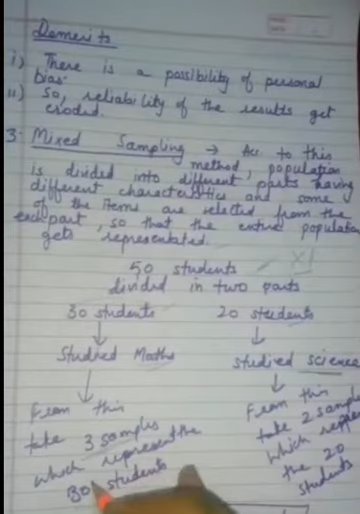 Demerits
i) There is a possibility of personal
bias.
ii) So, reliability of the results get
eroded.
3. Mixed Sampling → Acc to this
method, population
is divided into different parts having
different characteristics and some
of the items are selected from the
each part, so that the entire population
gets represented.
50 students
divided in two parts
30 students 20 students
↓ ↓
Studied Maths Studied science
↓ ↓
From this
take 3 samples
which represent the
30 students
From this
take 2 sample
which
the 20
students